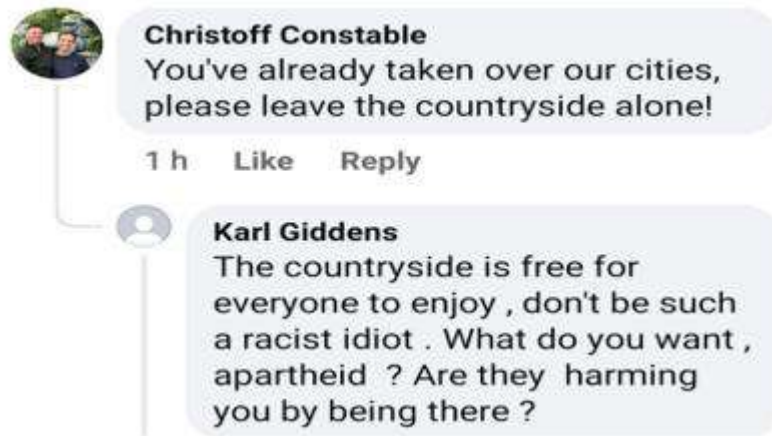 Christoff Constable
You've already taken over our cities,
please leave the countryside alone!
1 h Like Reply
Karl Giddens
The countryside is free for
everyone to enjoy , don't be such
a racist idiot . What do you want ,
apartheid ? Are they harming
you by being there ?